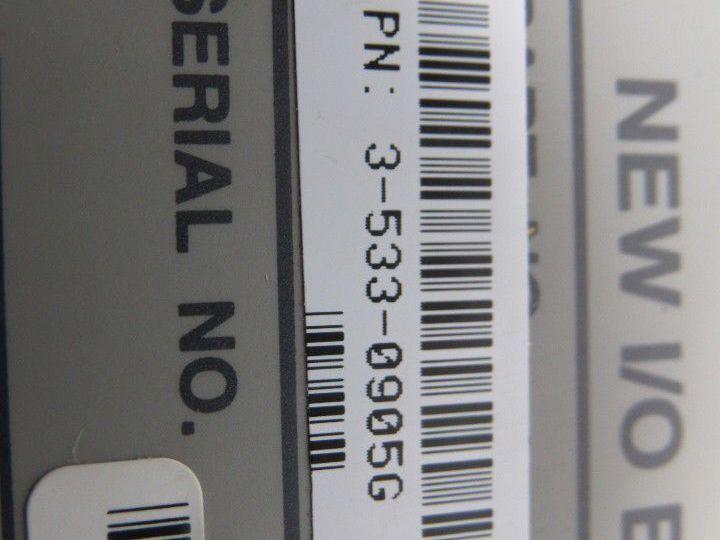 NEW I/O B
PN: 3-533-0905G
SERIAL NO.